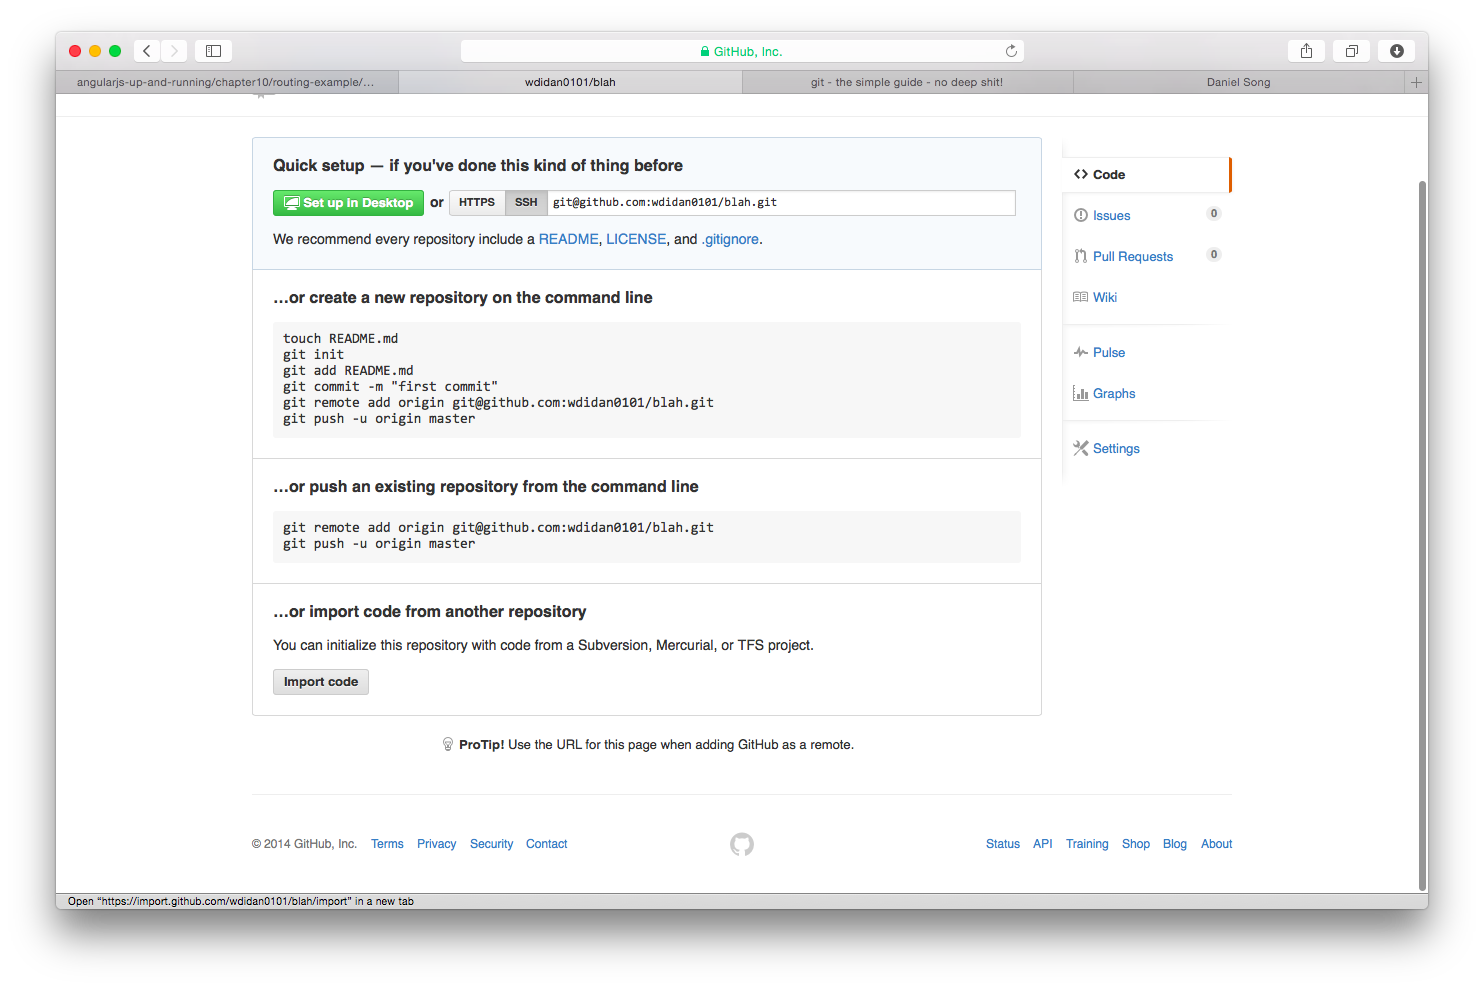 GitHub, Inc.
angularjs-up-and-running/chapter10/routing-example/...
wdidan0101/blah
git - the simple guide - no deep shit!
Daniel Song
Quick setup — if you've done this kind of thing before
Set up in Desktop or HTTPS SSH git@github.com:wdidan0101/blah.git
We recommend every repository include a README, LICENSE, and .gitignore.
…or create a new repository on the command line
touch README.md
git init
git add README.md
git commit -m "first commit"
git remote add origin git@github.com:wdidan0101/blah.git
git push -u origin master
…or push an existing repository from the command line
git remote add origin git@github.com:wdidan0101/blah.git
git push -u origin master
…or import code from another repository
You can initialize this repository with code from a Subversion, Mercurial, or TFS project.
Import code
ProTip! Use the URL for this page when adding GitHub as a remote.
Code
Issues 0
Pull Requests 0
Wiki
Pulse
Graphs
Settings
© 2014 GitHub, Inc. Terms Privacy Security Contact
Status API Training Shop Blog About
Open “https://import.github.com/wdidan0101/blah/import” in a new tab